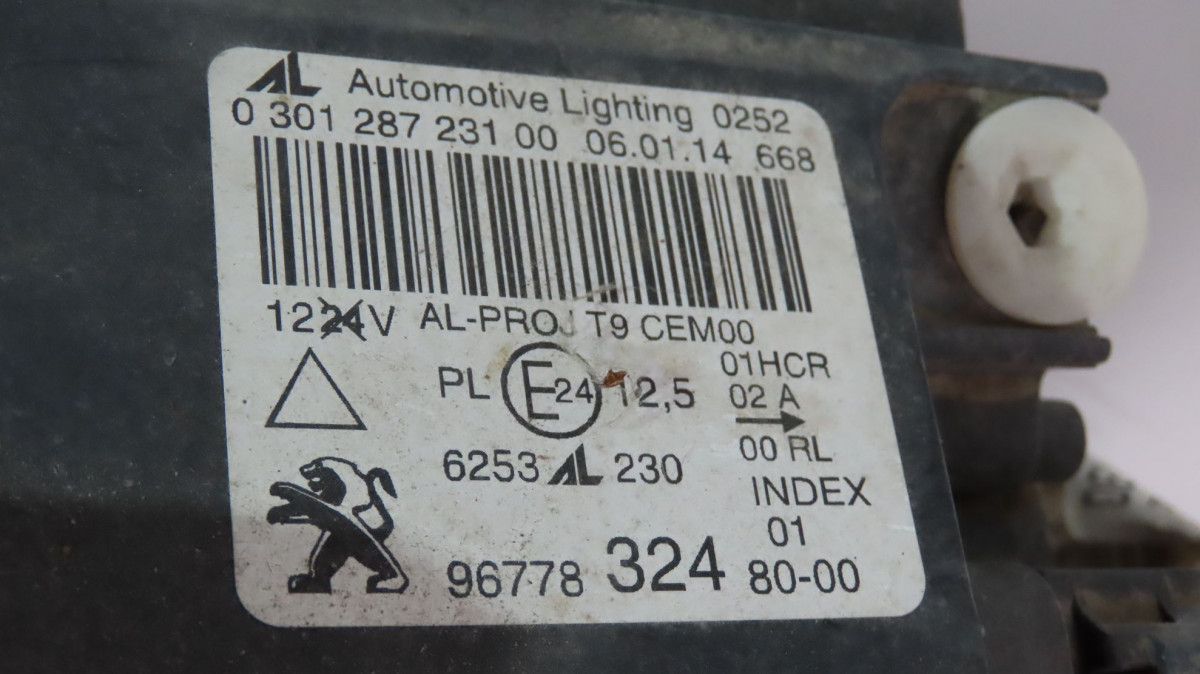 AL Automotive Lighting 0252
0 301 287 231 00 06.01.14 668
1224V AL-PROJ T9 CEM00
PL E24 12,5
01HCR
02 A
00 RL
6253 AL 230
INDEX
01
96778 324 80-00